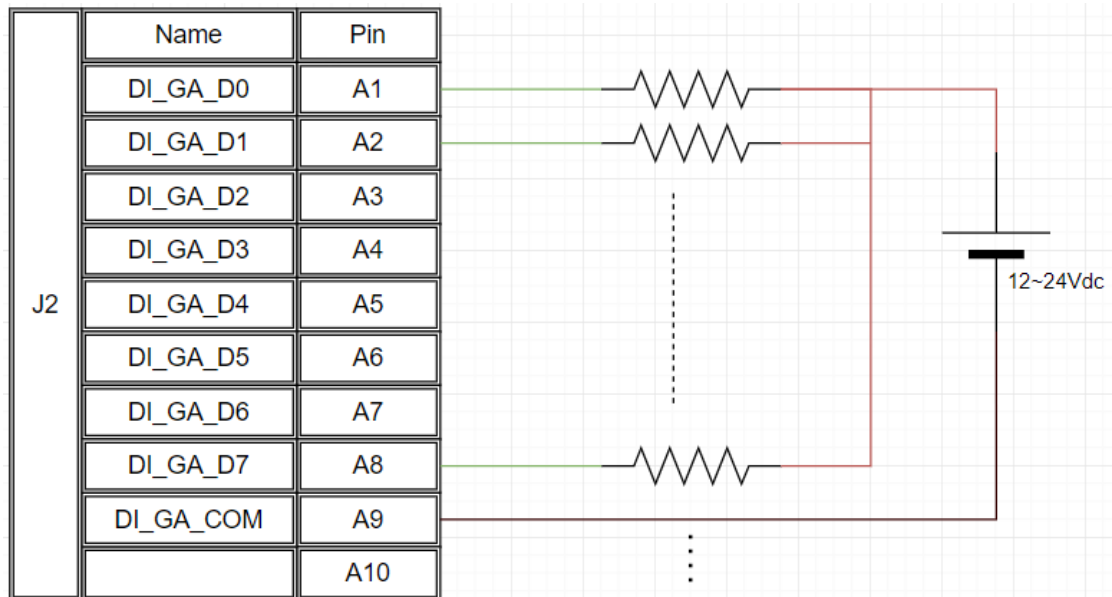 Name Pin
DI_GA_D0 A1
DI_GA_D1 A2
DI_GA_D2 A3
DI_GA_D3 A4
J2 DI_GA_D4 A5
12~24Vdc
DI_GA_D5 A6
DI_GA_D6 A7
DI_GA_D7 A8
DI_GA_COM A9
A10